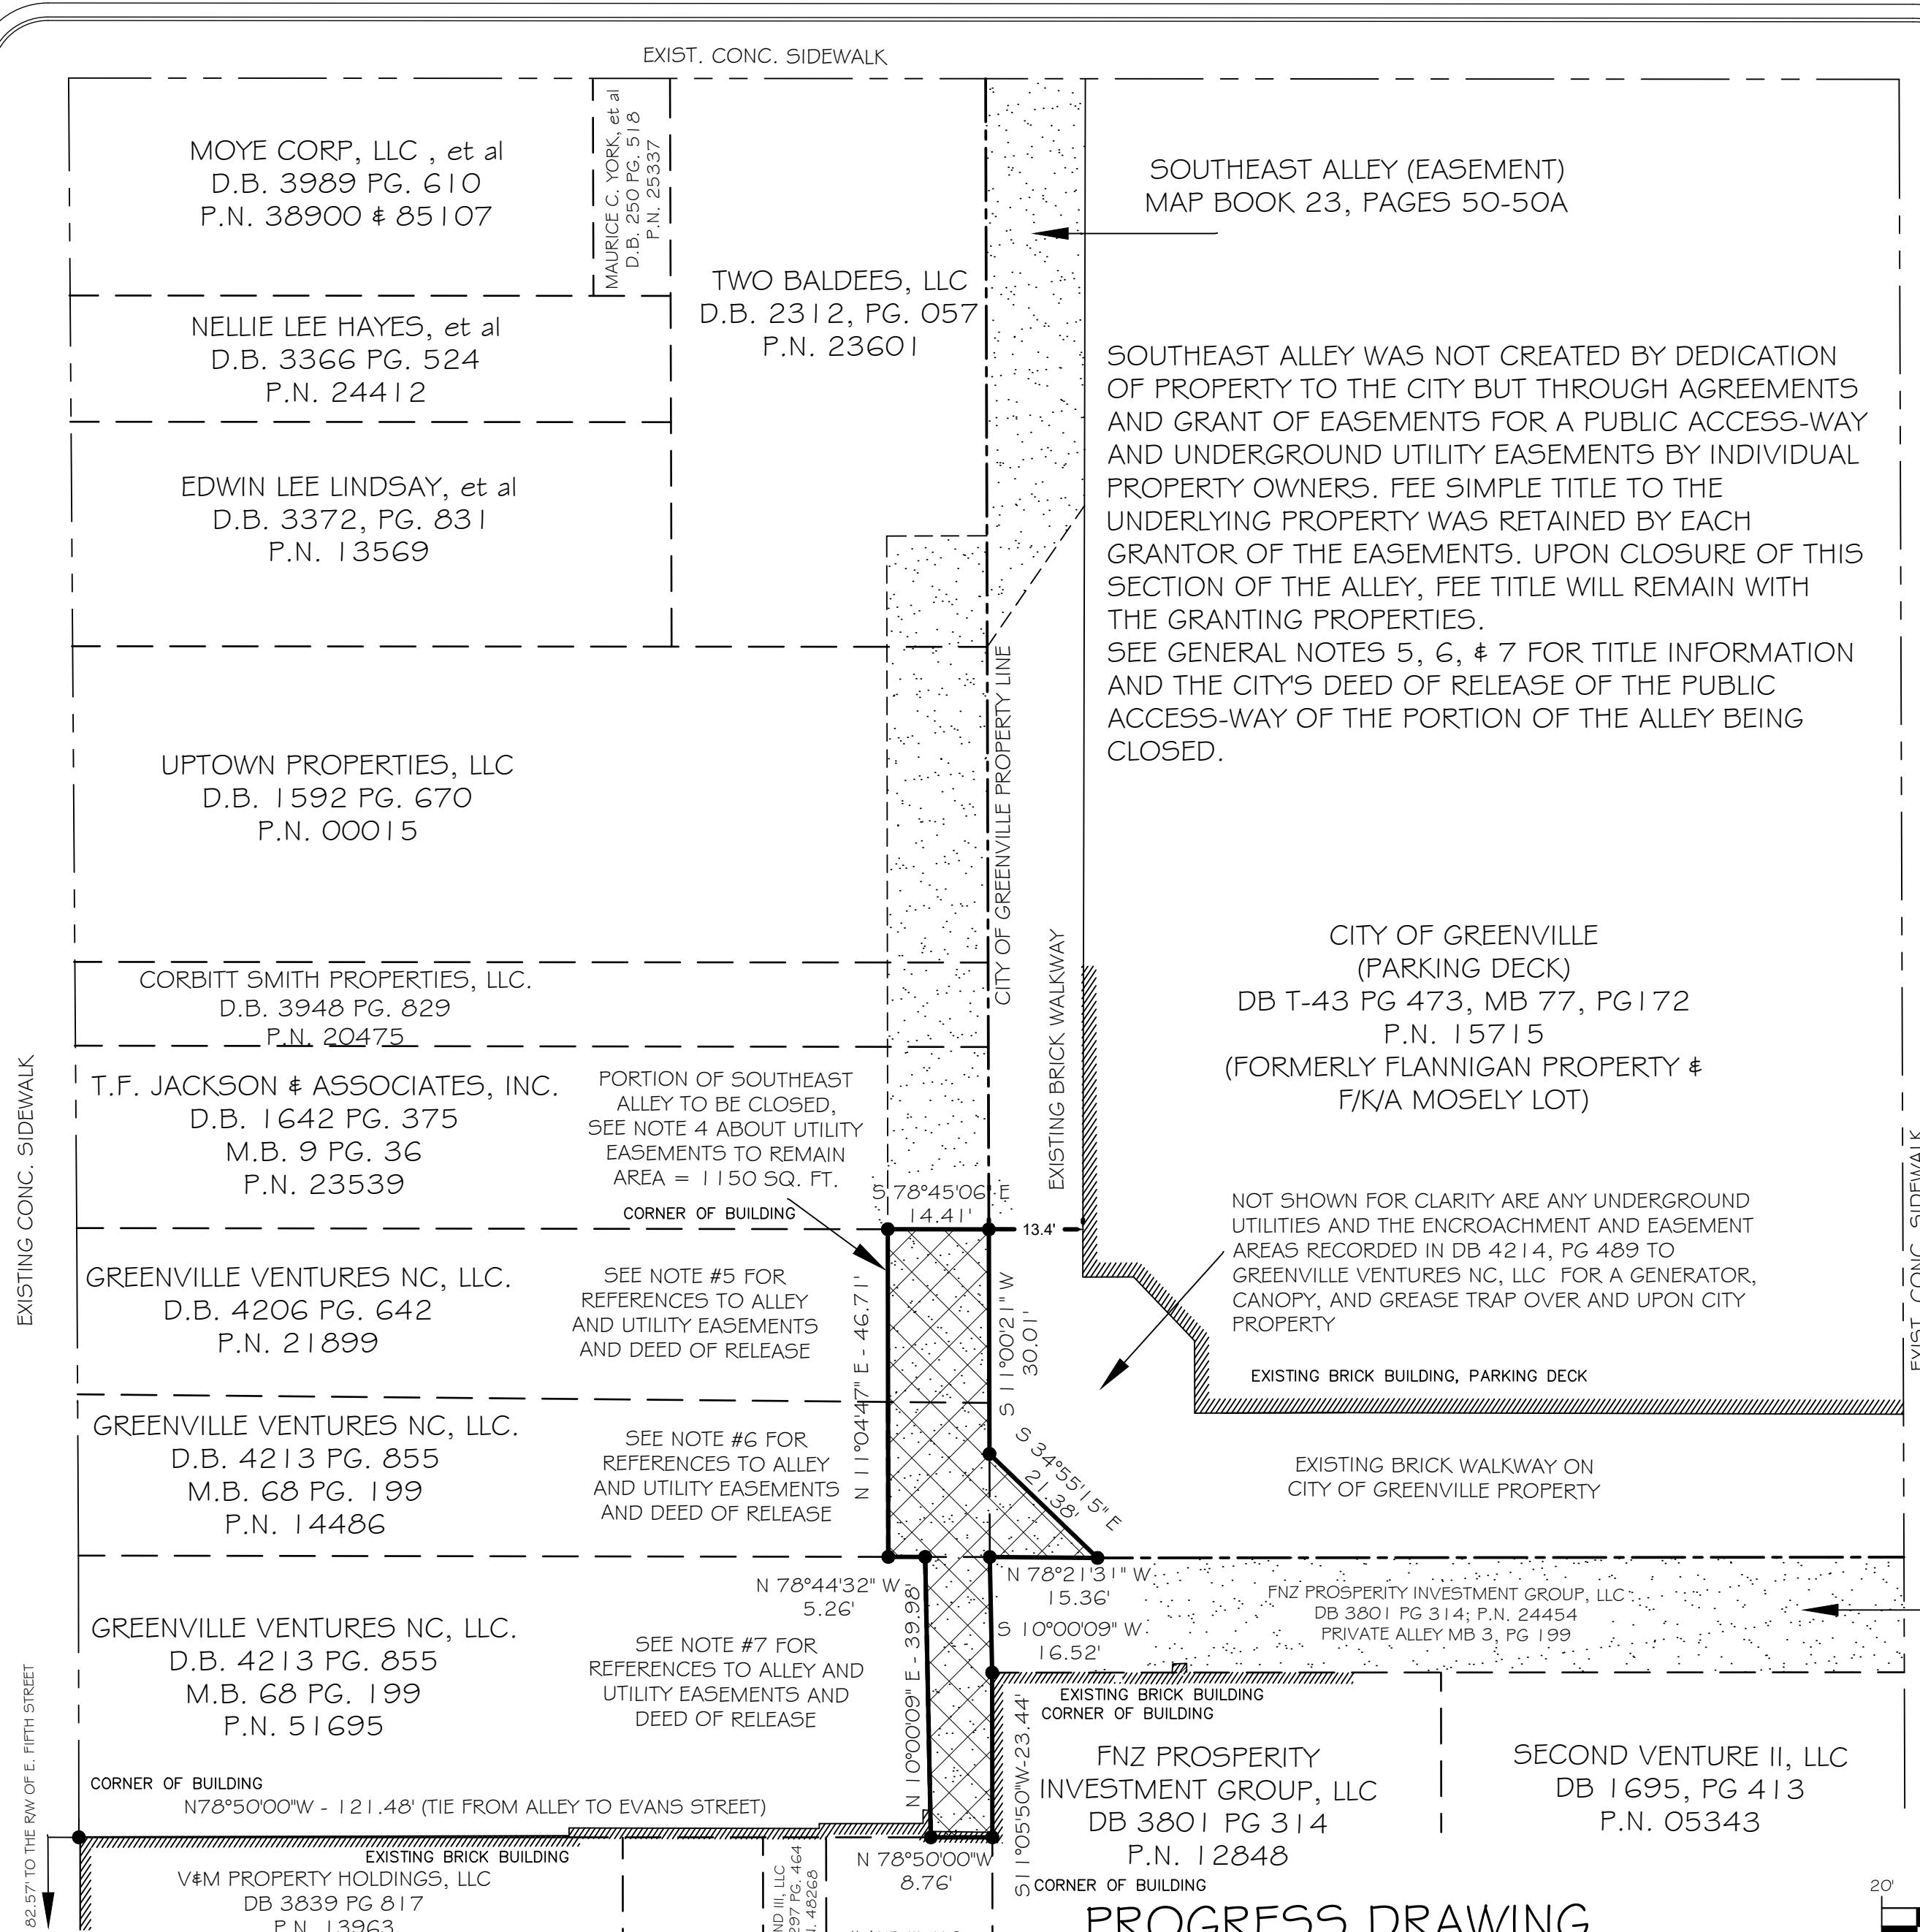 EXIST. CONC. SIDEWALK
MOYE CORP, LLC , et al
D.B. 3989 PG. 610
P.N. 38900 & 85107
MAURICE C. YORK, et al
D.B. 250 PG. 518
P.N. 25337
SOUTHEAST ALLEY (EASEMENT)
MAP BOOK 23, PAGES 50-50A
TWO BALDEES, LLC
D.B. 2312, PG. 057
P.N. 23601
NELLIE LEE HAYES, et al
D.B. 3366 PG. 524
P.N. 24412
SOUTHEAST ALLEY WAS NOT CREATED BY DEDICATION
OF PROPERTY TO THE CITY BUT THROUGH AGREEMENTS
AND GRANT OF EASEMENTS FOR A PUBLIC ACCESS-WAY
AND UNDERGROUND UTILITY EASEMENTS BY INDIVIDUAL
PROPERTY OWNERS. FEE SIMPLE TITLE TO THE
UNDERLYING PROPERTY WAS RETAINED BY EACH
GRANTOR OF THE EASEMENTS. UPON CLOSURE OF THIS
SECTION OF THE ALLEY, FEE TITLE WILL REMAIN WITH
THE GRANTING PROPERTIES.
SEE GENERAL NOTES 5, 6, & 7 FOR TITLE INFORMATION
AND THE CITY'S DEED OF RELEASE OF THE PUBLIC
ACCESS-WAY OF THE PORTION OF THE ALLEY BEING
CLOSED.
EDWIN LEE LINDSAY, et al
D.B. 3372, PG. 831
P.N. 13569
CITY OF GREENVILLE PROPERTY LINE
UPTOWN PROPERTIES, LLC
D.B. 1592 PG. 670
P.N. 00015
EXISTING BRICK WALKWAY
CITY OF GREENVILLE
(PARKING DECK)
DB T-43 PG 473, MB 77, PG172
P.N. 15715
(FORMERLY FLANNIGAN PROPERTY &
F/K/A MOSELY LOT)
CORBITT SMITH PROPERTIES, LLC.
D.B. 3948 PG. 829
P.N. 20475
EXISTING CONC. SIDEWALK
T.F. JACKSON & ASSOCIATES, INC.
D.B. 1642 PG. 375
M.B. 9 PG. 36
P.N. 23539
PORTION OF SOUTHEAST
ALLEY TO BE CLOSED,
SEE NOTE 4 ABOUT UTILITY
EASEMENTS TO REMAIN
AREA = 1150 SQ. FT.
CORNER OF BUILDING
S 78°45'06" E
14.41'
13.4'
NOT SHOWN FOR CLARITY ARE ANY UNDERGROUND
UTILITIES AND THE ENCROACHMENT AND EASEMENT
AREAS RECORDED IN DB 4214, PG 489 TO
GREENVILLE VENTURES NC, LLC FOR A GENERATOR,
CANOPY, AND GREASE TRAP OVER AND UPON CITY
PROPERTY
EXIST. CONC. SIDEWALK
GREENVILLE VENTURES NC, LLC.
D.B. 4206 PG. 642
P.N. 21899
SEE NOTE #5 FOR
REFERENCES TO ALLEY
AND UTILITY EASEMENTS
AND DEED OF RELEASE
N 11°04'47" E - 46.71'
S 11°00'21" W
30.01'
EXISTING BRICK BUILDING, PARKING DECK
GREENVILLE VENTURES NC, LLC.
D.B. 4213 PG. 855
M.B. 68 PG. 199
P.N. 14486
SEE NOTE #6 FOR
REFERENCES TO ALLEY
AND UTILITY EASEMENTS
AND DEED OF RELEASE
S 34°55'15" E
21.38'
EXISTING BRICK WALKWAY ON
CITY OF GREENVILLE PROPERTY
N 78°44'32" W
5.26'
N 78°21'31" W
15.36'
S 10°00'09" W
16.52'
FNZ PROSPERITY INVESTMENT GROUP, LLC
DB 3801 PG 314; P.N. 24454
PRIVATE ALLEY MB 3, PG 199
GREENVILLE VENTURES NC, LLC.
D.B. 4213 PG. 855
M.B. 68 PG. 199
P.N. 51695
SEE NOTE #7 FOR
REFERENCES TO ALLEY AND
UTILITY EASEMENTS AND
DEED OF RELEASE
N 10°00'09" E - 39.98'
S11°05'50"W-23.44'
EXISTING BRICK BUILDING
CORNER OF BUILDING
FNZ PROSPERITY
INVESTMENT GROUP, LLC
DB 3801 PG 314
P.N. 12848
SECOND VENTURE II, LLC
DB 1695, PG 413
P.N. 05343
CORNER OF BUILDING
N78°50'00"W - 121.48' (TIE FROM ALLEY TO EVANS STREET)
82.57' TO THE R/W OF E. FIFTH STREET
EXISTING BRICK BUILDING
V&M PROPERTY HOLDINGS, LLC
DB 3839 PG 817
P.N. 13963
ND III, LLC
297 PG. 464
N. 48268
N 78°50'00"W
8.76'
CORNER OF BUILDING
PROGRESS DRAWING
20'